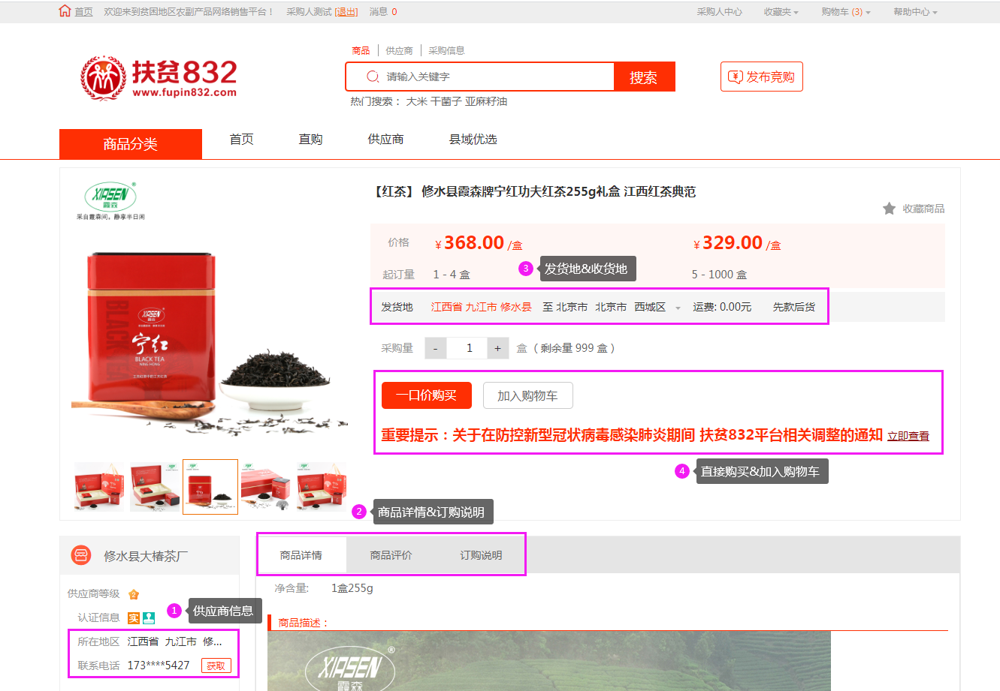 首页 欢迎来到贫困地区农副产品网络销售平台！ 采购人测试 [退出] 消息 0 采购人中心 收藏夹 购物车 (3) 帮助中心
商品 供应商 采购信息
扶贫832
www.fupin832.com
请输入关键字 搜索 发布竞购
热门搜索： 大米 干菌子 亚麻籽油
商品分类 首页 直购 供应商 县域优选
XIASEN®
霞森
采自霞森间，静享半日闲
【红茶】 修水县霞森牌宁红功夫红茶255g礼盒 江西红茶典范
收藏商品
价格 ¥ 368.00 /盒 ¥ 329.00 /盒
3 发货地&收货地
起订量 1 - 4 盒 5 - 1000 盒
发货地 江西省 九江市 修水县 至 北京市 北京市 西城区 运费: 0.00元 先款后货
采购量 - 1 + 盒 ( 剩余量 999 盒 )
XIASEN
宁红
BLACK TEA
NING HONG
BLACK TEA
一口价购买 加入购物车
重要提示：关于在防控新型冠状病毒感染肺炎期间 扶贫832平台相关调整的通知 立即查看
4 直接购买&加入购物车
2 商品详情&订购说明
修水县大椿茶厂
供应商等级 2
认证信息 实
1 供应商信息
所在地区 江西省 九江市 修...
联系电话 173****5427 获取
商品详情 商品评价 订购说明
净含量: 1盒255g
商品描述：
XIASEN®
霞森